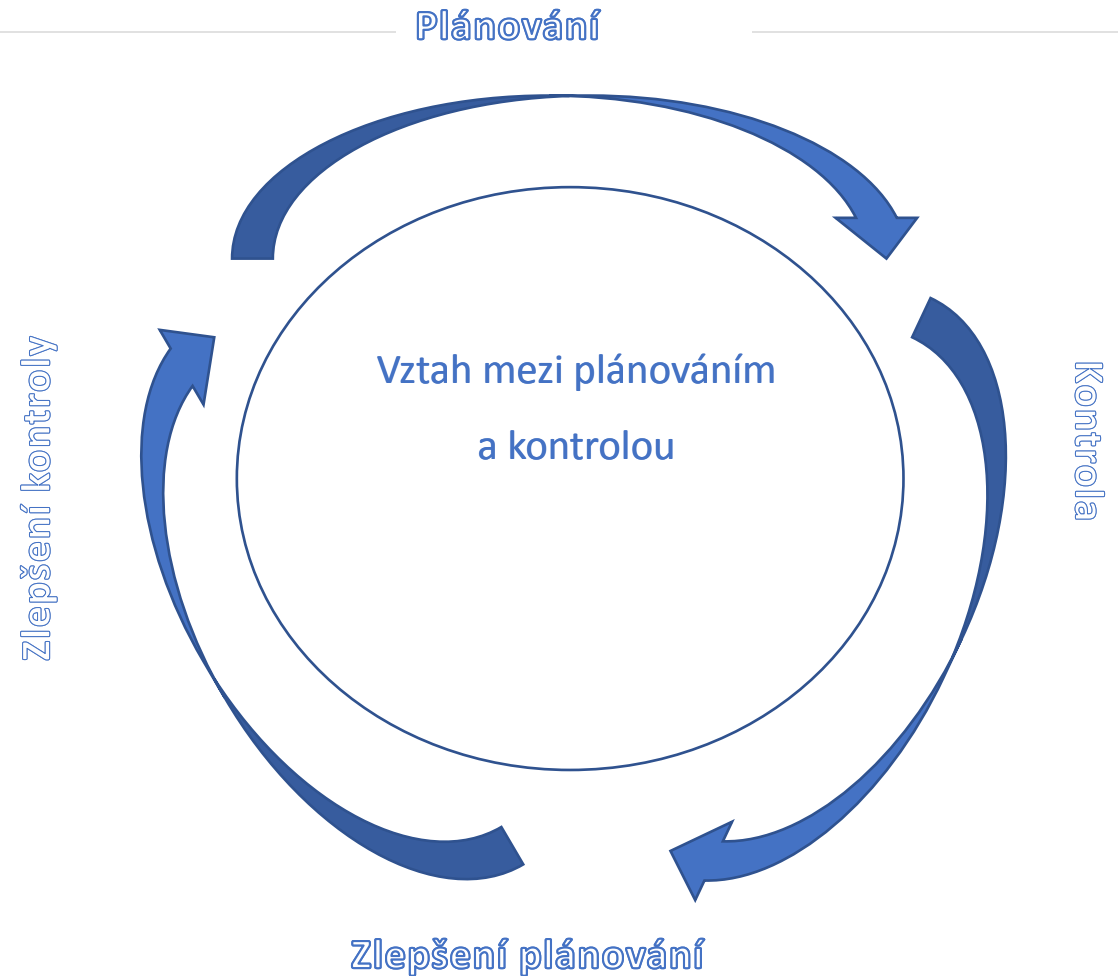 Plánování
Vztah mezi plánováním
a kontrolou
Kontrola
Zlepšení plánování
Zlepšení kontroly